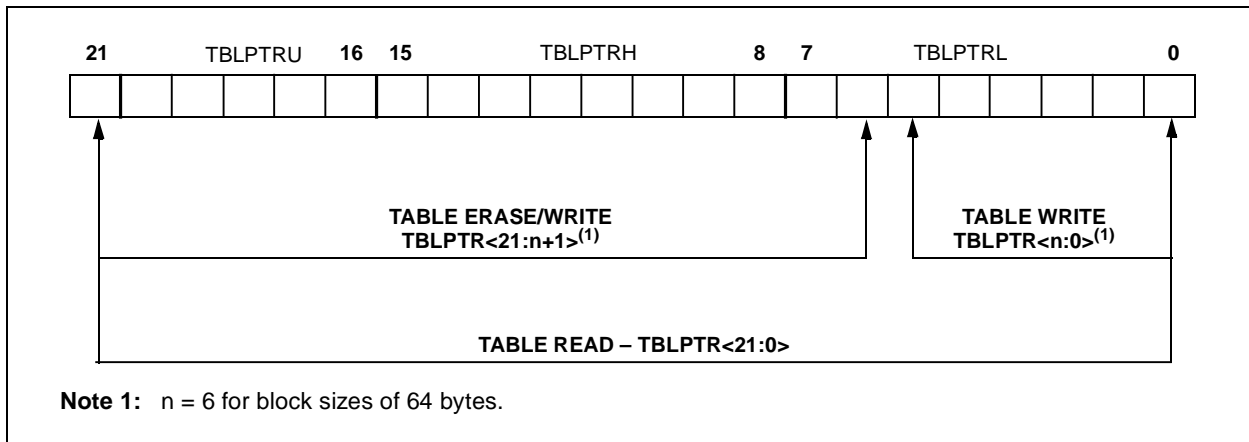 21 TBLPTRU 16 15 TBLPTRH 8 7 TBLPTRL 0
TABLE ERASE/WRITE TABLE WRITE
TBLPTR<21:n+1>(1) TBLPTR<n:0>(1)
TABLE READ – TBLPTR<21:0>
Note 1: n = 6 for block sizes of 64 bytes.